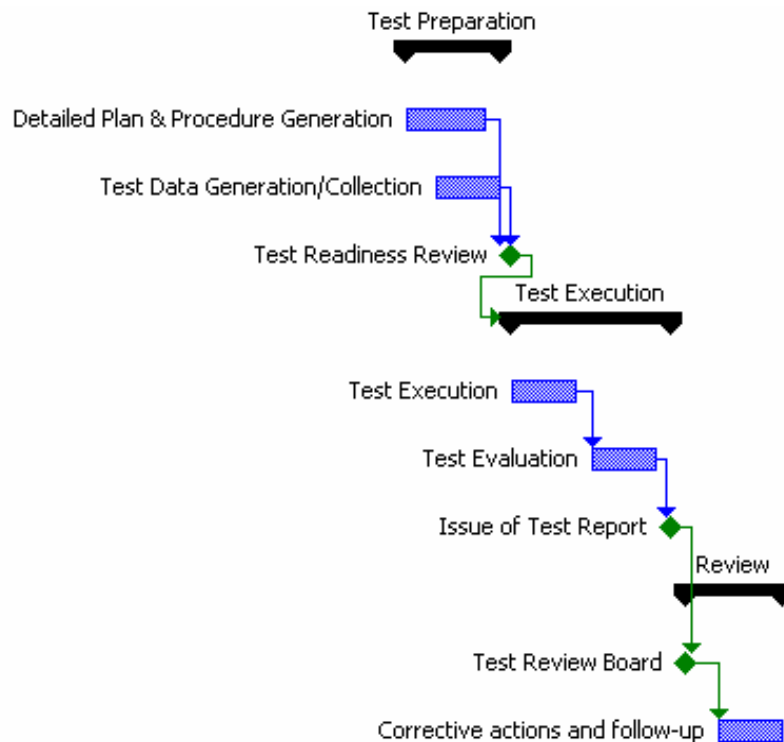 Test Preparation
Detailed Plan & Procedure Generation
Test Data Generation/Collection
Test Readiness Review
Test Execution
Test Execution
Test Evaluation
Issue of Test Report
Review
Test Review Board
Corrective actions and follow-up